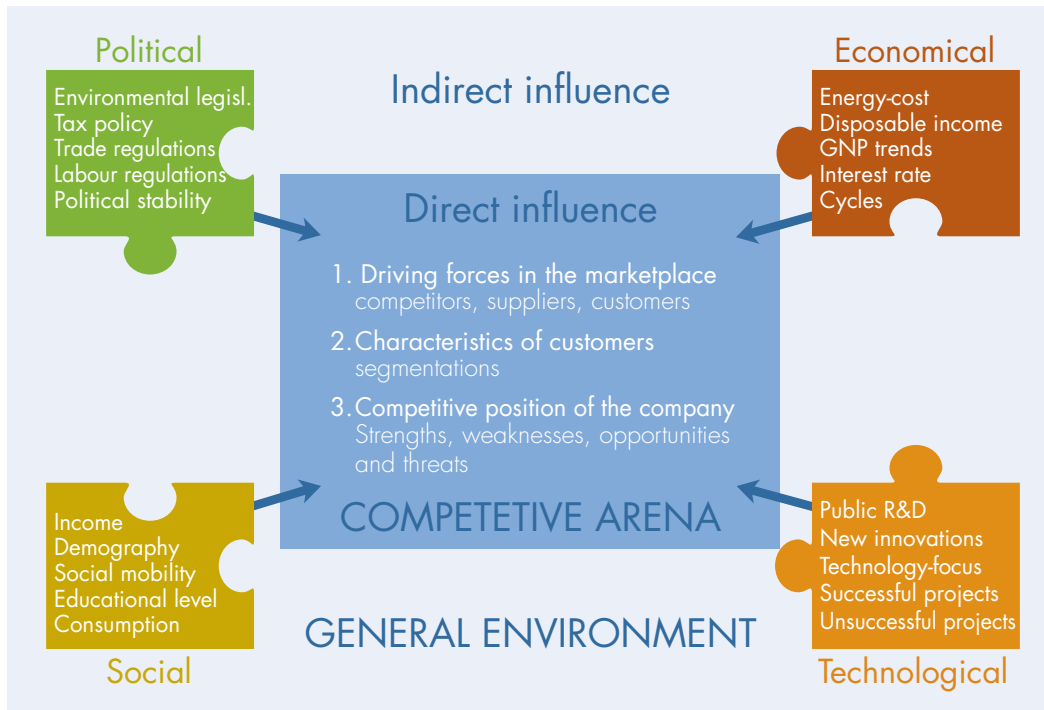 Political
Environmental legisl.
Tax policy
Trade regulations
Labour regulations
Political stability
Indirect influence
Economical
Energy-cost
Disposable income
GNP trends
Interest rate
Cycles
Direct influence
1. Driving forces in the marketplace
competitors, suppliers, customers
2. Characteristics of customers
segmentations
3. Competitive position of the company
Strengths, weaknesses, opportunities
and threats
COMPETETIVE ARENA
Income
Demography
Social mobility
Educational level
Consumption
Social
GENERAL ENVIRONMENT
Public R&D
New innovations
Technology-focus
Successful projects
Unsuccessful projects
Technological